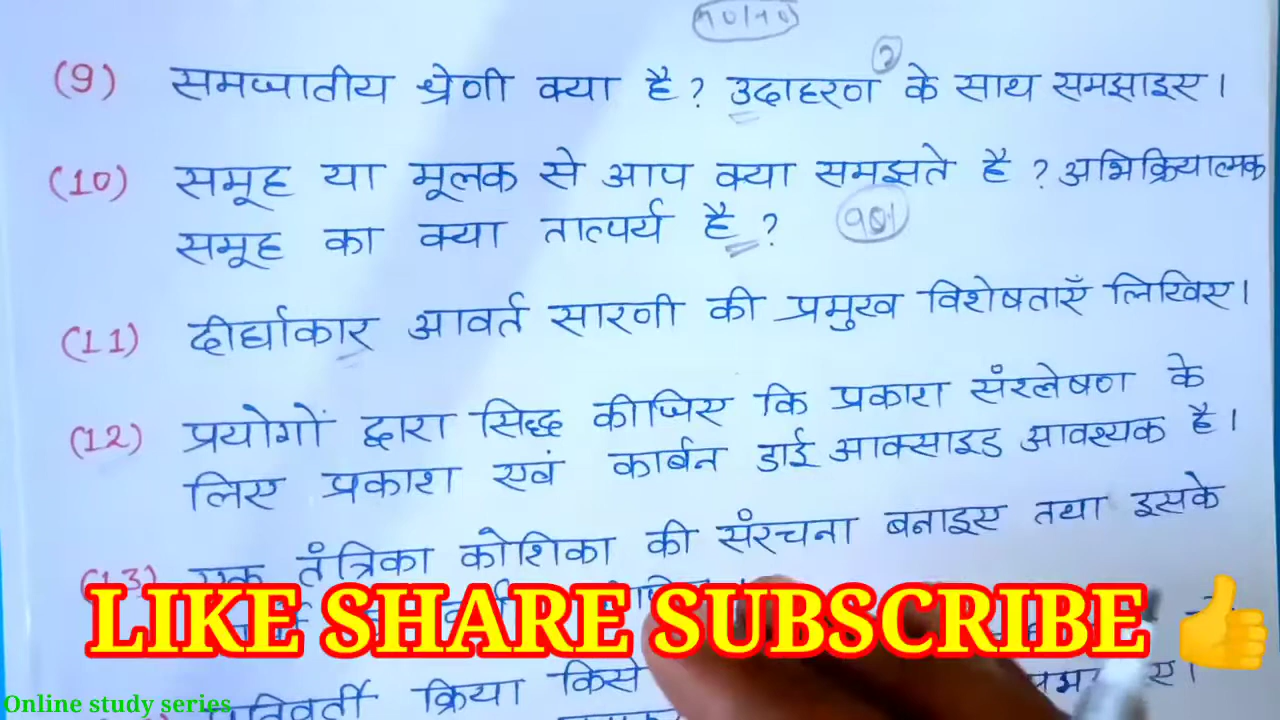 (9) समजातीय श्रेणी क्या है? उदाहरण के साथ समझाइए।
(10) समूह या मूलक से आप क्या समझते है? अभिक्रियात्मक
समूह का क्या तात्पर्य है?
(11) दीर्घाकार आवर्त सारणी की प्रमुख विशेषताएँ लिखिए।
(12) प्रयोगों द्वारा सिद्ध कीजिए कि प्रकाश संश्लेषण के
लिए प्रकाश एवं कार्बन डाई आक्साइड आवश्यक है।
(13) एक तंत्रिका कोशिका की संरचना बनाइए तथा इसके
LIKE SHARE SUBSCRIBE
क्रिया किसे
Online study series